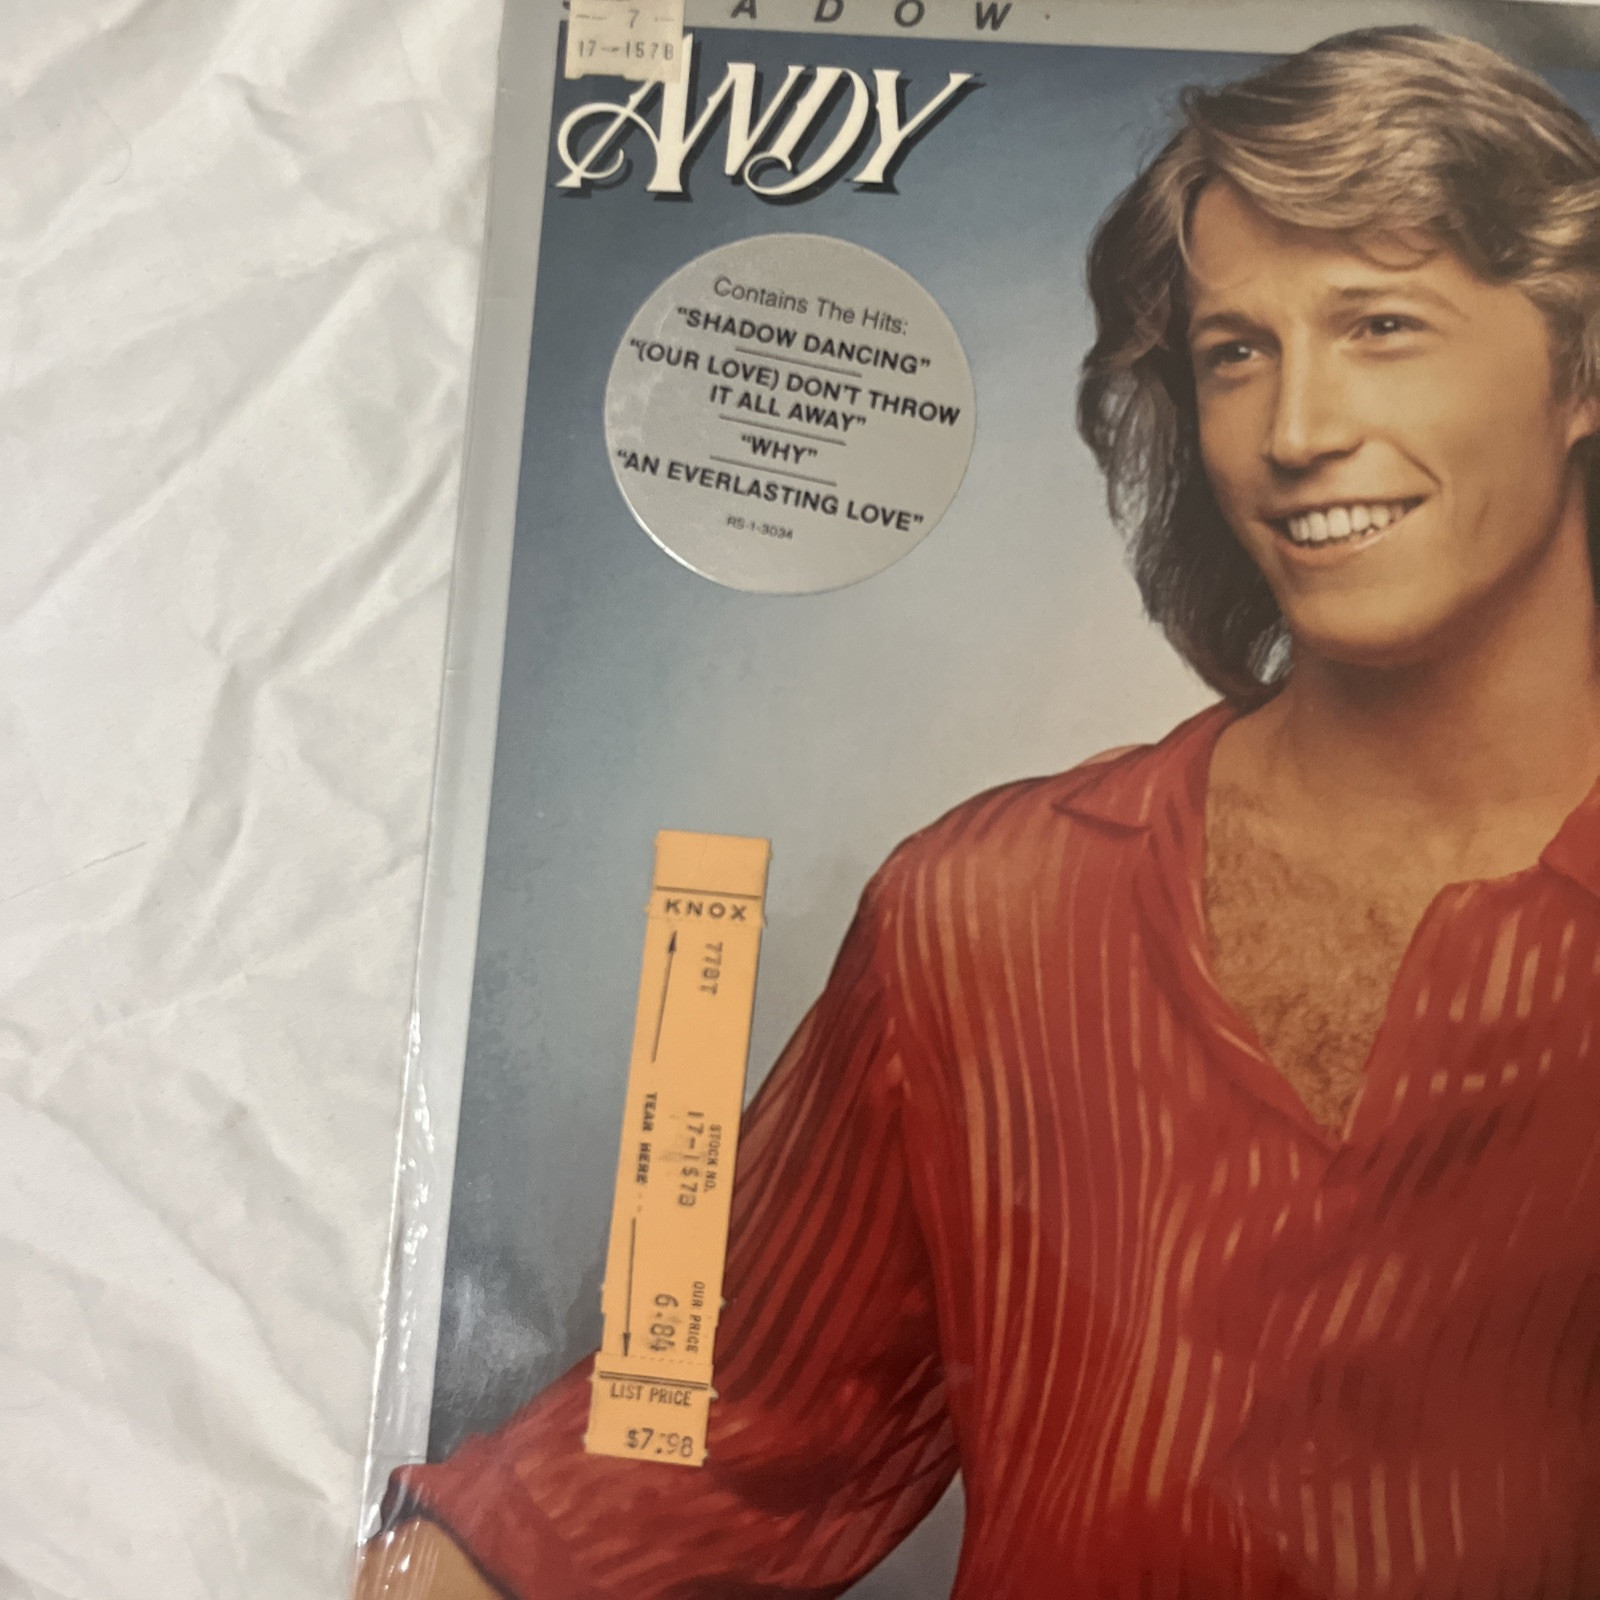 ADOW
7
17-1578
ANDY
Contains The Hits:
"SHADOW DANCING"
"(OUR LOVE) DON'T THROW
IT ALL AWAY"
"WHY"
"AN EVERLASTING LOVE"
RS-1-3034
KNOX
778T
TEAR HERE
STOCK NO.
17-1578
OUR PRICE
6.84
LIST PRICE
$7.98